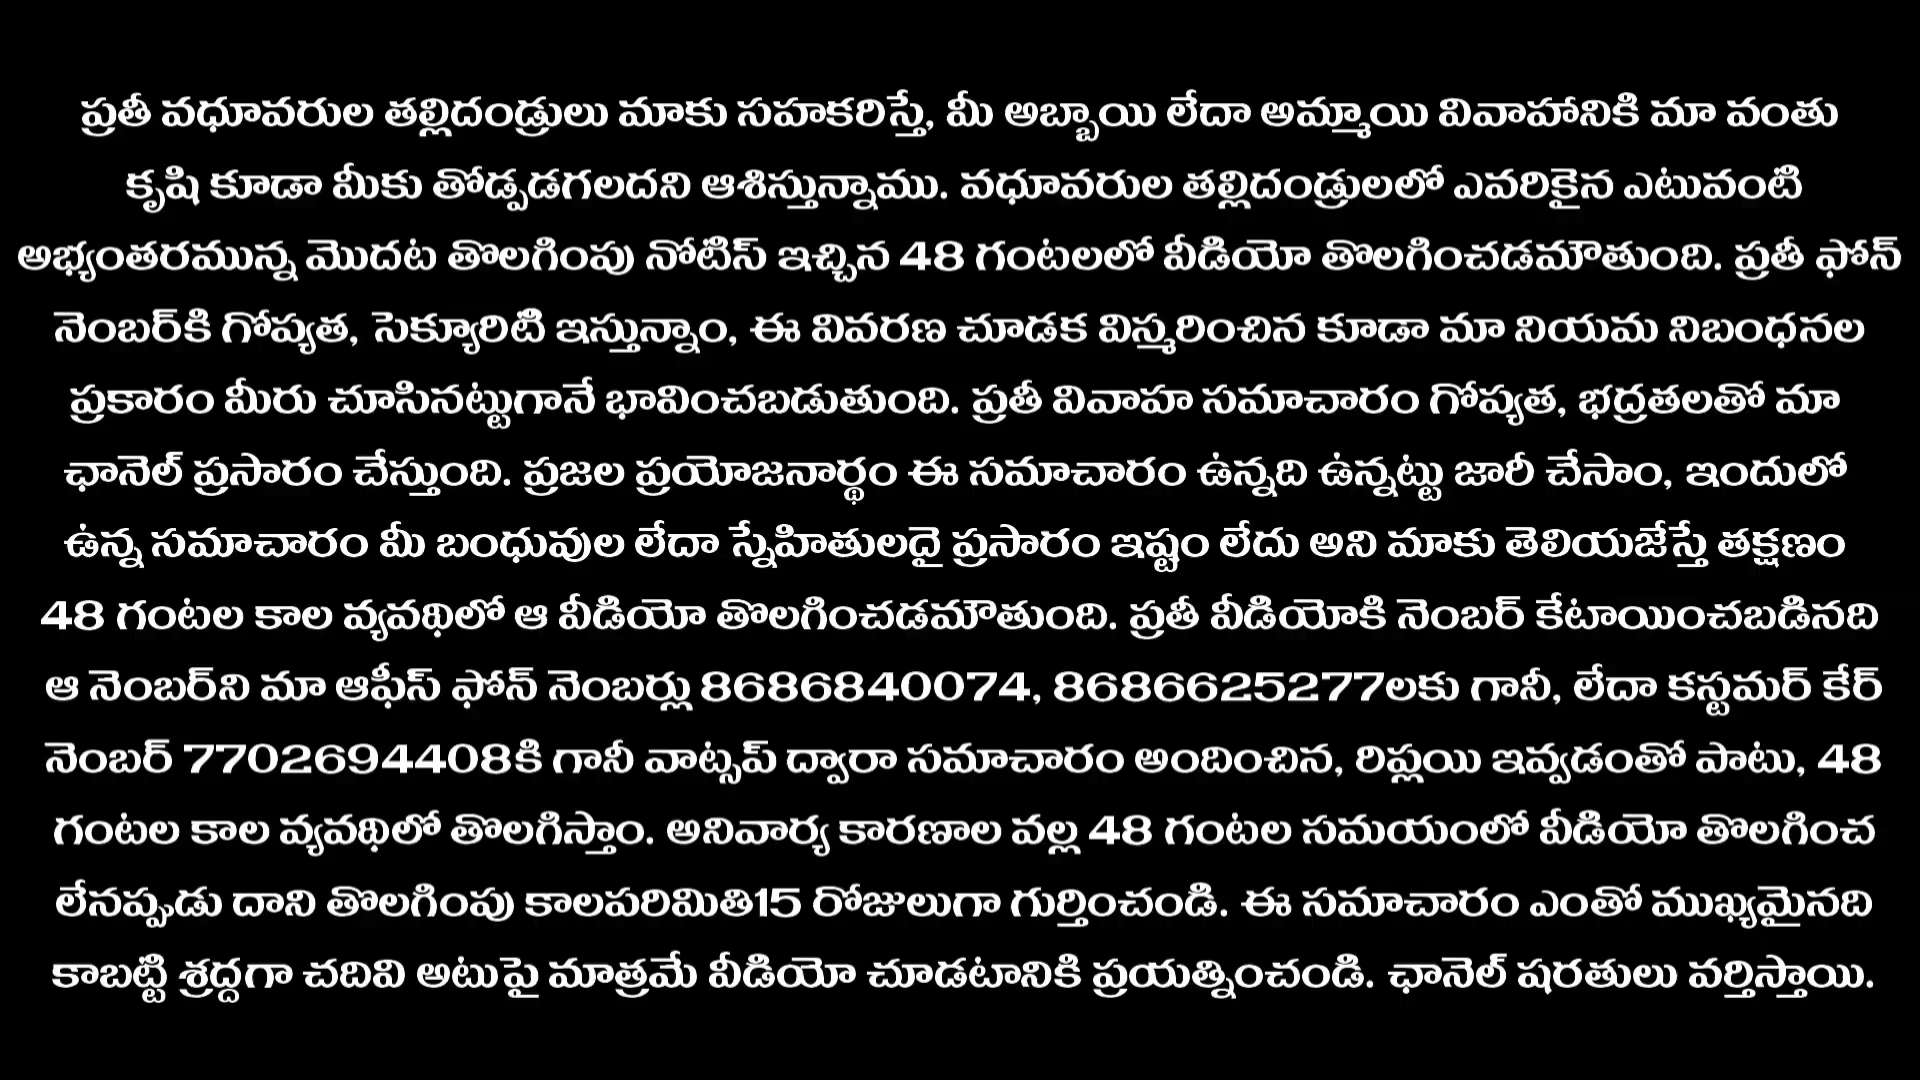 ప్రతీ వధూవరుల తల్లిదండ్రులు మాకు సహకరిస్తే, మీ అబ్బాయి లేదా అమ్మాయి వివాహానికి మా వంతు
కృషి కూడా మీకు తోడ్పడగలదని ఆశిస్తున్నాము. వధూవరుల తల్లిదండ్రులలో ఎవరికైన ఎటువంటి
అభ్యంతరమున్న మొదట తొలగింపు నోటిస్ ఇచ్చిన 48 గంటలలో వీడియో తొలగించడమౌతుంది. ప్రతీ ఫోన్
నెంబర్‌కి గోప్యత, సెక్యూరిటీ ఇస్తున్నాం, ఈ వివరణ చూడక విస్మరించిన కూడా మా నియమ నిబంధనల
ప్రకారం మీరు చూసినట్టుగానే భావించబడుతుంది. ప్రతీ వివాహ సమాచారం గోప్యత, భద్రతలతో మా
ఛానెల్ ప్రసారం చేస్తుంది. ప్రజల ప్రయోజనార్థం ఈ సమాచారం ఉన్నది ఉన్నట్టు జారీ చేసాం, ఇందులో
ఉన్న సమాచారం మీ బంధువుల లేదా స్నేహితులదై ప్రసారం ఇష్టం లేదు అని మాకు తెలియజేస్తే తక్షణం
48 గంటల కాల వ్యవథిలో ఆ వీడియో తొలగించడమౌతుంది. ప్రతీ వీడియోకి నెంబర్ కేటాయించబడినది
ఆ నెంబర్‌ని మా ఆఫీస్ ఫోన్ నెంబర్లు 8686840074, 8686625277లకు గానీ, లేదా కస్టమర్ కేర్
నెంబర్ 7702694408కి గానీ వాట్సప్ ద్వారా సమాచారం అందించిన, రిప్లయి ఇవ్వడంతో పాటు, 48
గంటల కాల వ్యవథిలో తొలగిస్తాం. అనివార్య కారణాల వల్ల 48 గంటల సమయంలో వీడియో తొలగించ
లేనప్పుడు దాని తొలగింపు కాలపరిమితి15 రోజులుగా గుర్తించండి. ఈ సమాచారం ఎంతో ముఖ్యమైనది
కాబట్టి శ్రద్దగా చదివి అటుపై మాత్రమే వీడియో చూడటానికి ప్రయత్నించండి. ఛానెల్ షరతులు వర్తిస్తాయి.